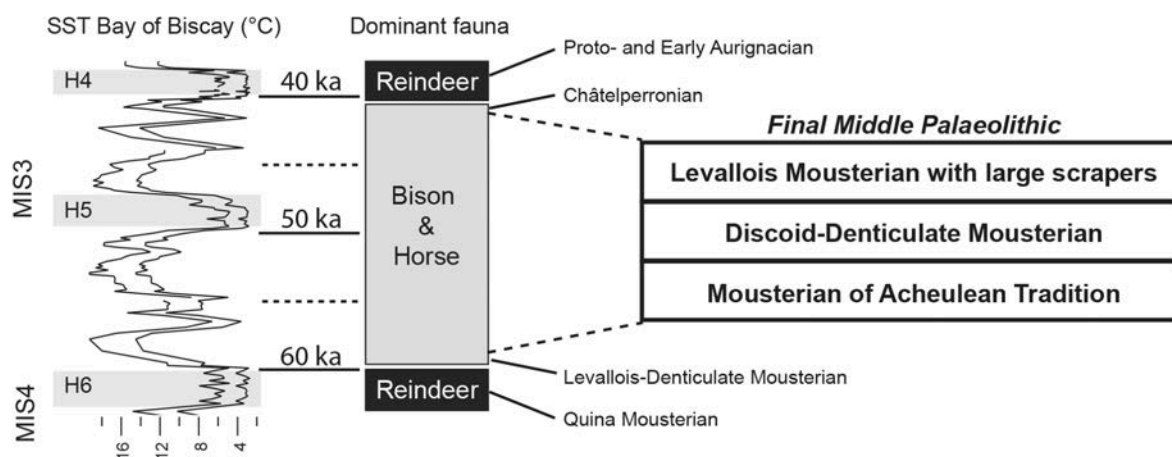 SST Bay of Biscay (°C)
Dominant fauna
H4
40 ka
Reindeer
Proto- and Early Aurignacian
Châtelperronian
Final Middle Palaeolithic
Levallois Mousterian with large scrapers
MIS3
H5
50 ka
Bison
&
Horse
Discoid-Denticulate Mousterian
Mousterian of Acheulean Tradition
60 ka
Levallois-Denticulate Mousterian
MIS4
H6
Reindeer
Quina Mousterian
16
12
8
4